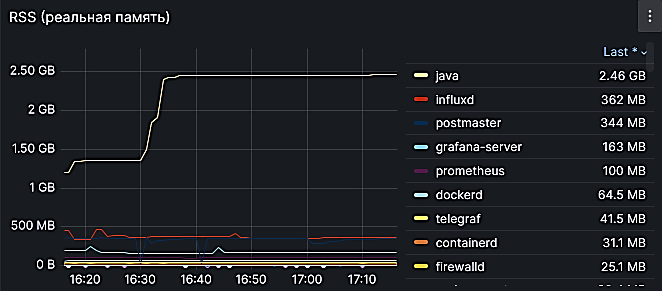 RSS (реальная память)
Last *
2.50 GB
2 GB
1.50 GB
1 GB
500 MB
0 B
16:20 16:30 16:40 16:50 17:00 17:10
java 2.46 GB
influxd 362 MB
postmaster 344 MB
grafana-server 163 MB
prometheus 100 MB
dockerd 64.5 MB
telegraf 41.5 MB
containerd 31.1 MB
firewalld 25.1 MB